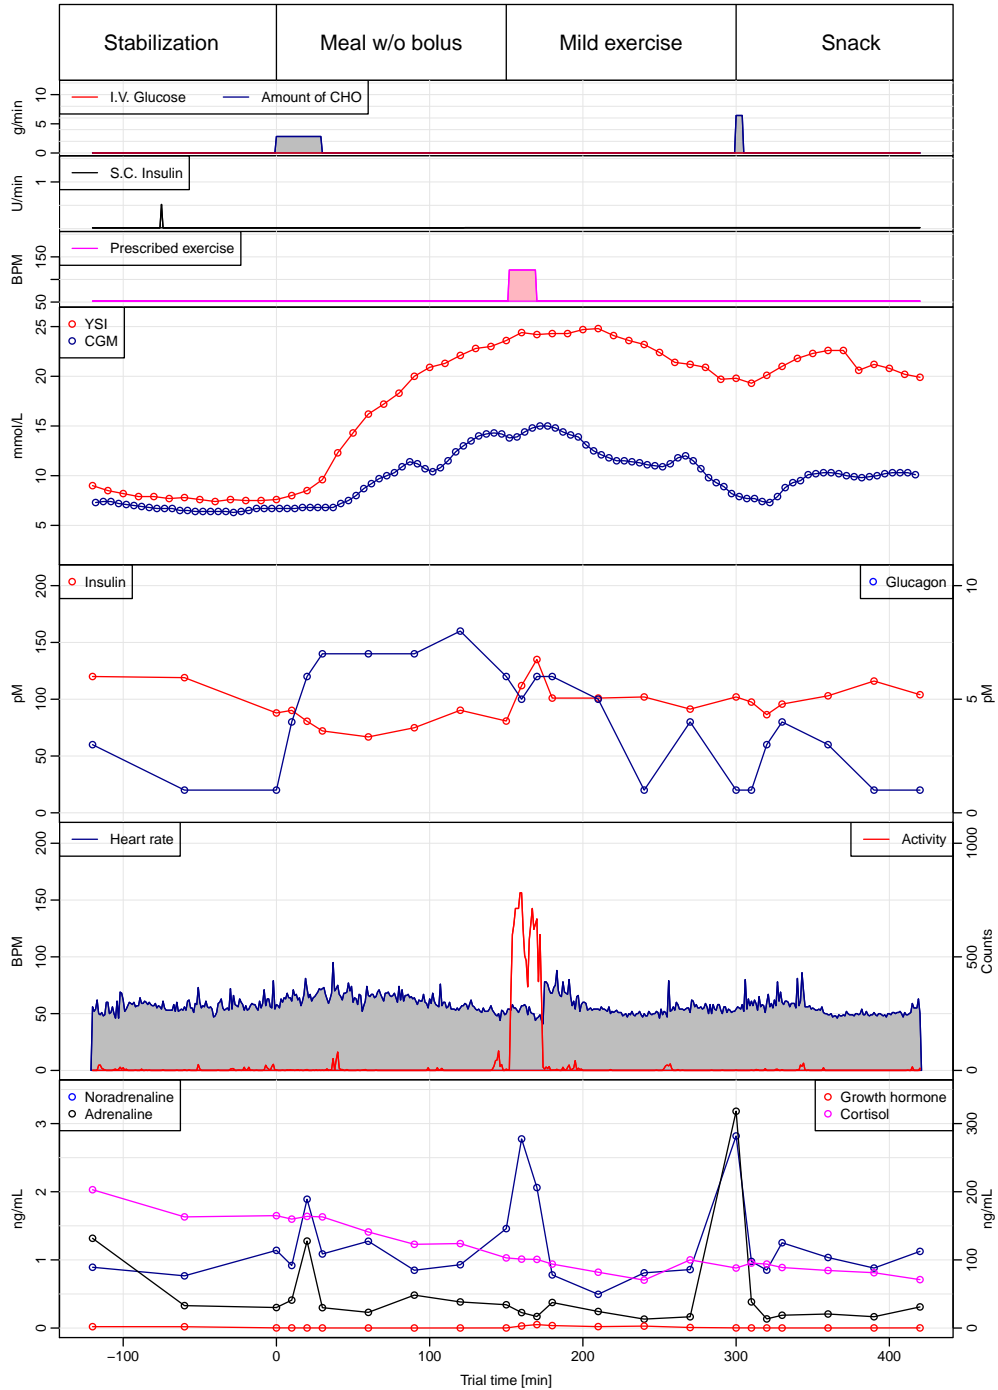 Stabilization Meal w/o bolus Mild exercise Snack
I.V. Glucose Amount of CHO
g/min
0 5 10
S.C. Insulin
U/min
1
Prescribed exercise
BPM
50 150
YSI
CGM
mmol/L
5 10 15 20 25
Insulin
Glucagon
pM
0 50 100 150 200
pM
0 5 10
Heart rate
Activity
BPM
0 50 100 150 200
Counts
0 500 1000
Noradrenaline
Adrenaline
Growth hormone
Cortisol
ng/mL
0 1 2 3
ng/mL
0 100 200 300
−100 0 100 200 300 400
Trial time [min]